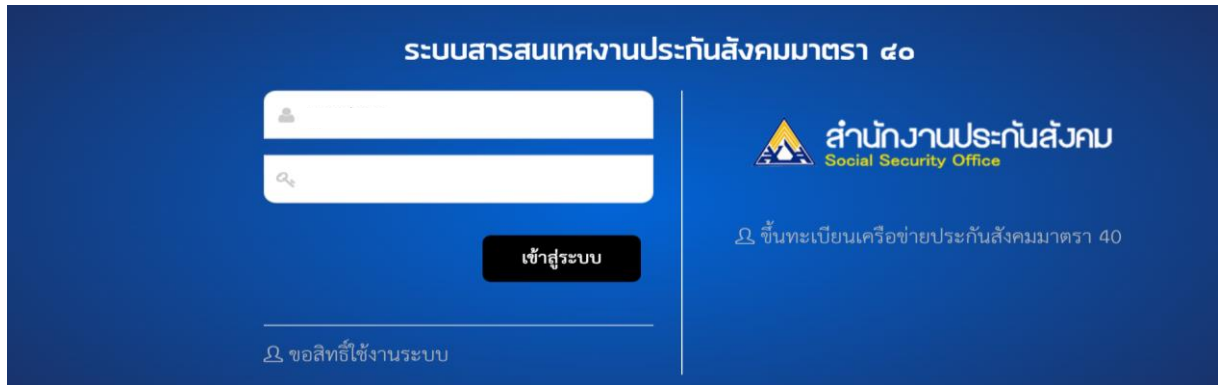 ระบบสารสนเทศงานประกันสังคมมาตรา ๔๐
สำนักงานประกันสังคม
Social Security Office
ขึ้นทะเบียนเครือข่ายประกันสังคมมาตรา 40
เข้าสู่ระบบ
ขอสิทธิ์ใช้งานระบบ